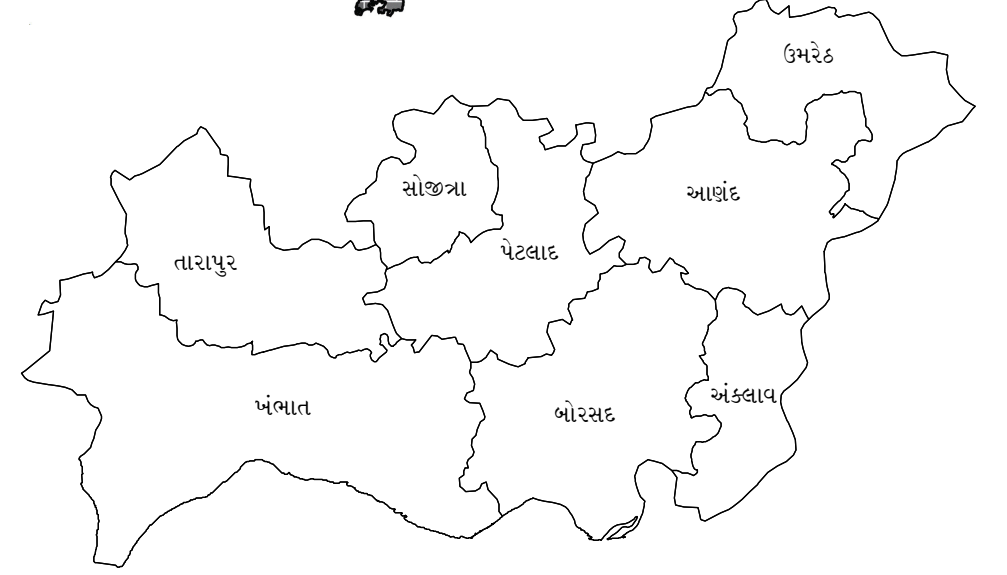 ઉમરેઠ
સોજીત્રા
આણંદ
પેટલાદ
તારાપુર
અંકલાવ
ખંભાત
બોરસદ